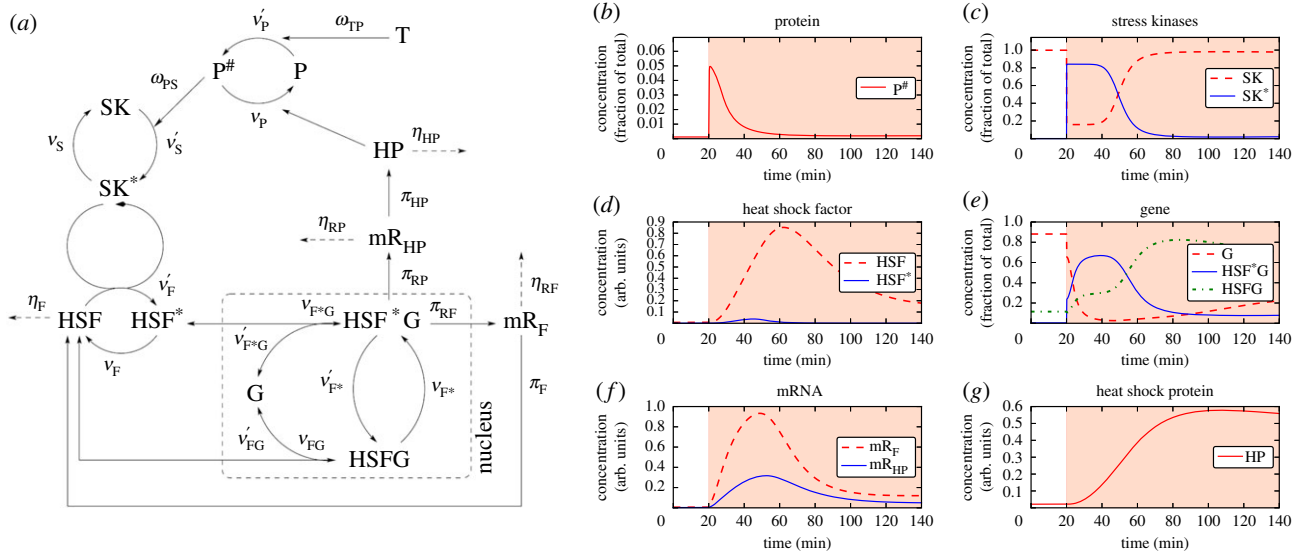 (a)
ν′P
ωTP
T
P#
P
ωPS
νP
SK
νS
ν′S
HP
ηHP
SK*
πHP
ηRP
mRHP
πRP
ηRF
ν′F
ηF
HSF
HSF*
νF
νF*G
HSF*G
πRF
mRF
ν′F*G
ν′F*
νF*
πF
G
ν′FG
νFG
HSFG
nucleus
(b)
protein
concentration
(fraction of total)
0.06
0.05
0.04
0.03
0.02
0.01
P#
0 20 40 60 80 100 120 140
time (min)
(c)
stress kinases
concentration
(fraction of total)
1.0
0.8
0.6
0.4
0.2
SK
SK*
0 20 40 60 80 100 120 140
time (min)
(d)
heat shock factor
concentration
(arb. units)
0.9
0.8
0.7
0.6
0.5
0.4
0.3
0.2
0.1
HSF
HSF*
0 20 40 60 80 100 120 140
time (min)
(e)
gene
concentration
(fraction of total)
1.0
0.8
0.6
0.4
0.2
G
HSF*G
HSFG
0 20 40 60 80 100 120 140
time (min)
(f)
mRNA
concentration
(arb. units)
1.0
0.8
0.6
0.4
0.2
mRF
mRHP
0 20 40 60 80 100 120 140
time (min)
(g)
heat shock protein
concentration
(arb. units)
0.6
0.5
0.4
0.3
0.2
0.1
HP
0 20 40 60 80 100 120 140
time (min)